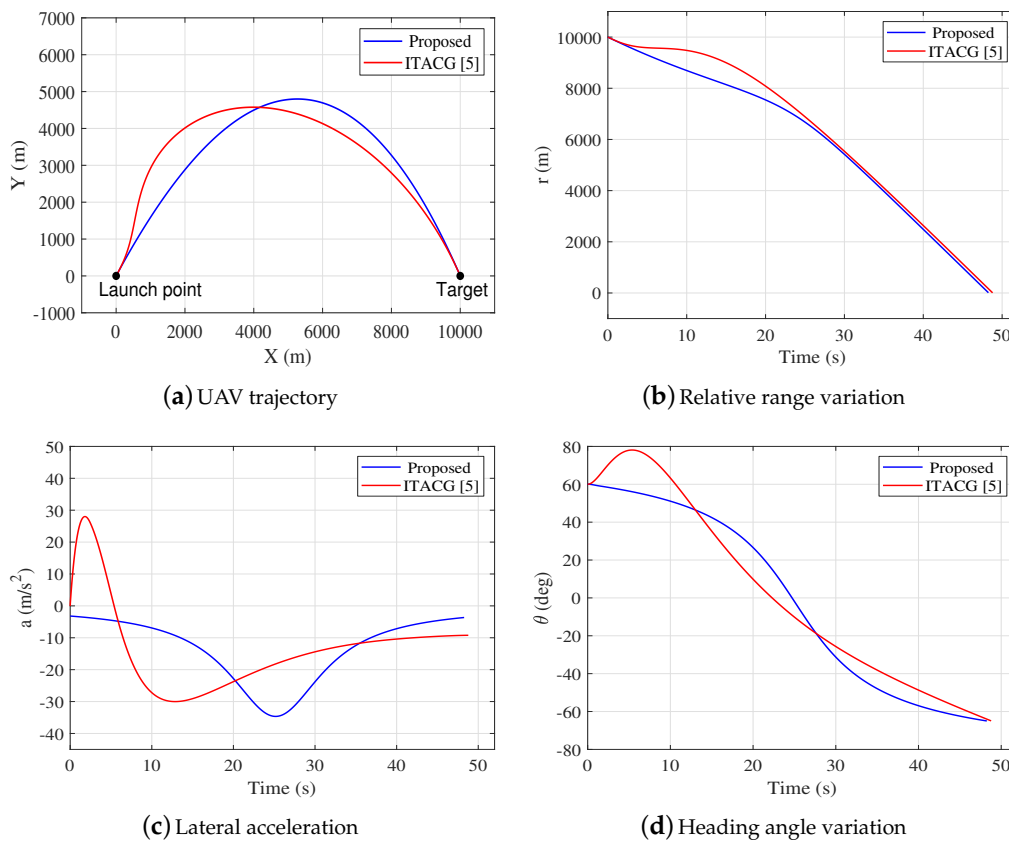 7000
6000
5000
4000
3000
2000
1000
0
-1000
Y (m)
Proposed
ITACG [5]
Launch point
Target
0 2000 4000 6000 8000 10000
X (m)
(a) UAV trajectory
10000
8000
6000
4000
2000
0
r (m)
Proposed
ITACG [5]
0 10 20 30 40 50
Time (s)
(b) Relative range variation
50
40
30
20
10
0
-10
-20
-30
-40
a (m/s²)
Proposed
ITACG [5]
0 10 20 30 40 50
Time (s)
(c) Lateral acceleration
80
60
40
20
0
-20
-40
-60
-80
θ (deg)
Proposed
ITACG [5]
0 10 20 30 40 50
Time (s)
(d) Heading angle variation